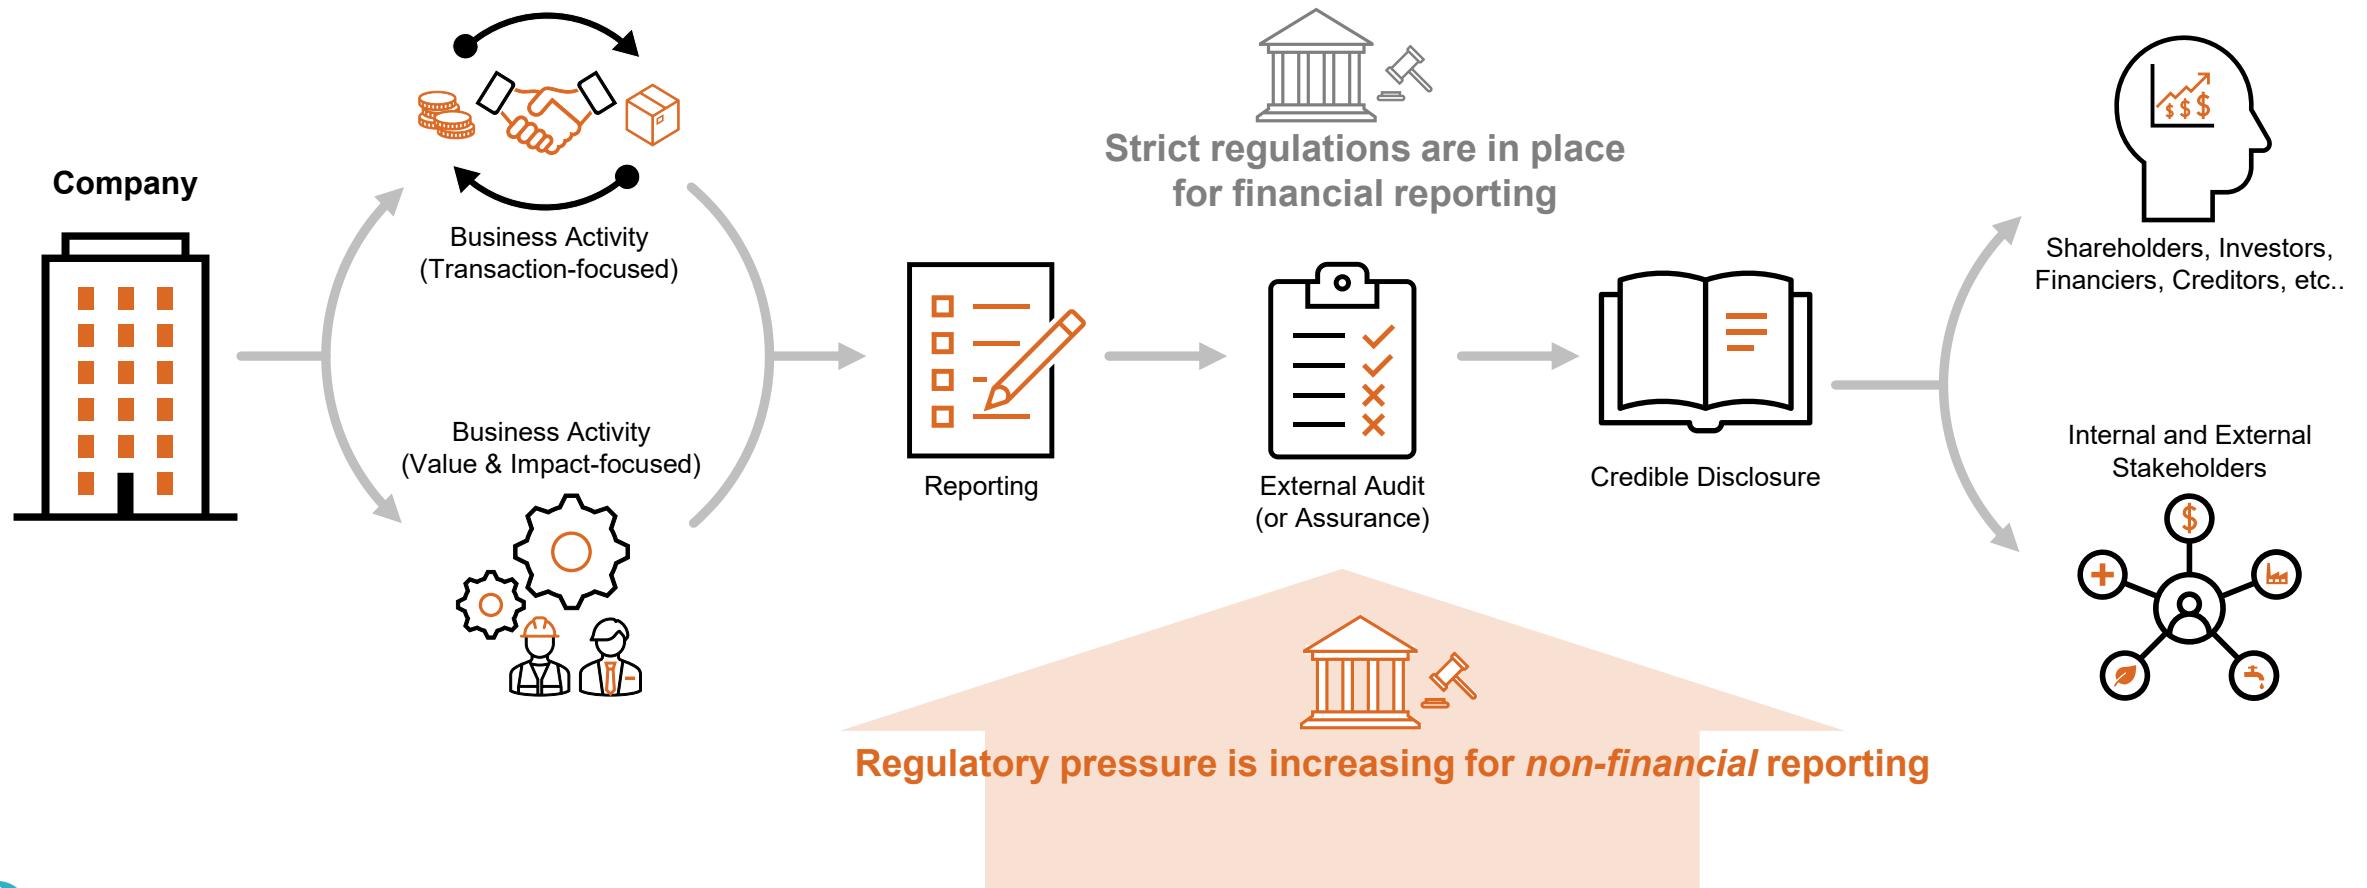 Company
Business Activity
(Transaction-focused)
Business Activity
(Value & Impact-focused)
Strict regulations are in place
for financial reporting
Reporting
External Audit
(or Assurance)
Credible Disclosure
Shareholders, Investors,
Financiers, Creditors, etc..
Internal and External
Stakeholders
Regulatory pressure is increasing for non-financial reporting